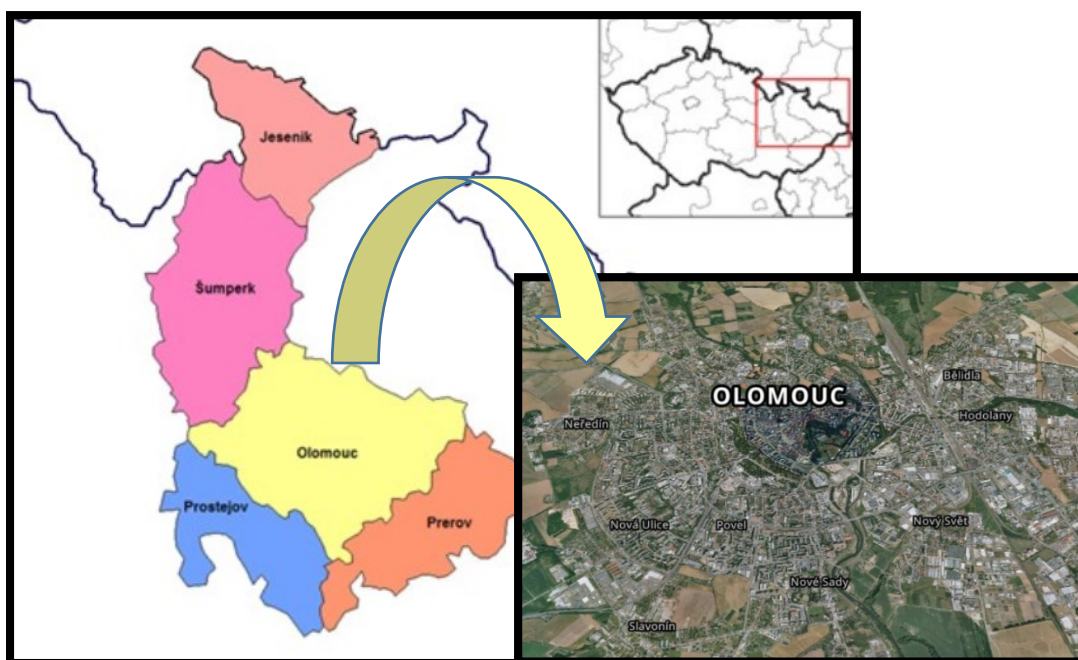 Jesenik
Šumperk
Olomouc
Prostejov
Prerov
OLOMOUC
Bělidla
Neředín
Hodolany
Nová Ulice
Povel
Nový Svět
Nové Sady
Slavonín